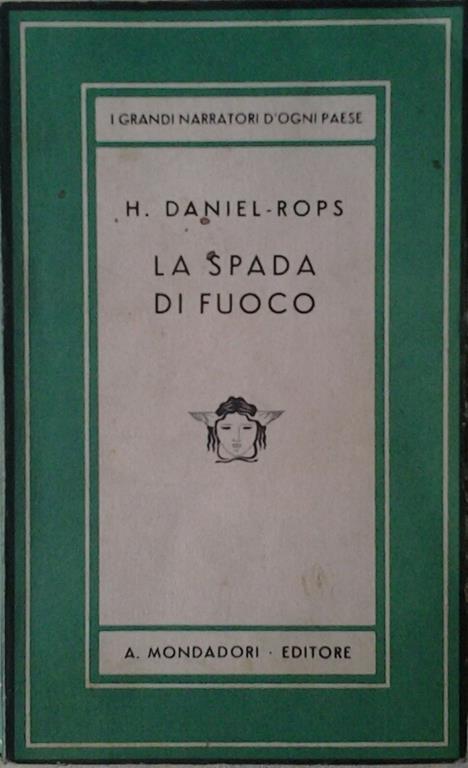 I GRANDI NARRATORI D'OGNI PAESE
H. DANIEL-ROPS
LA SPADA
DI FUOCO
A. MONDADORI · EDITORE